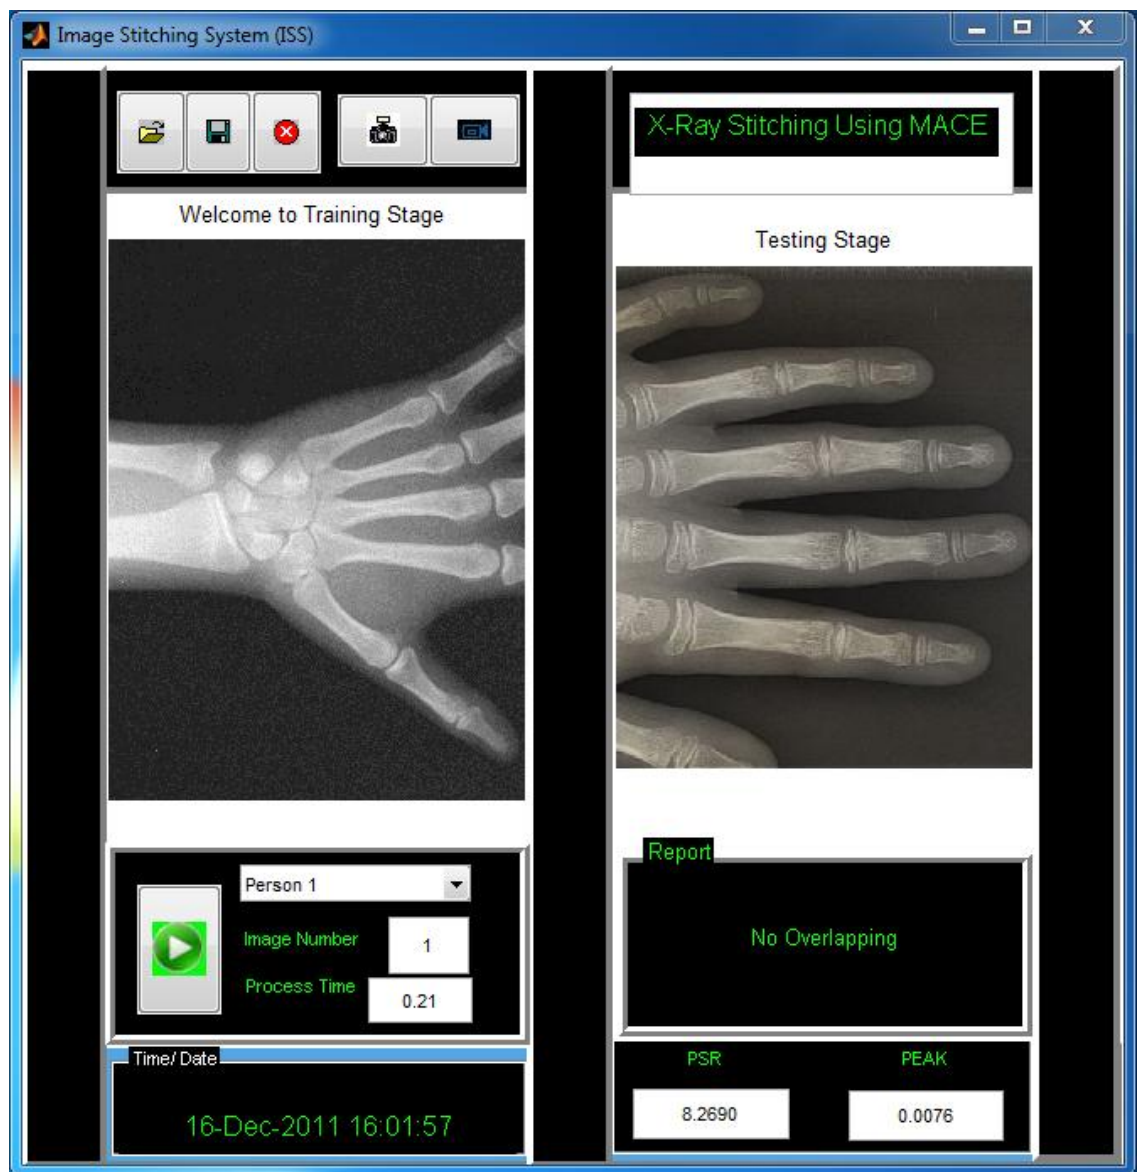 Image Stitching System (ISS)
X-Ray Stitching Using MACE
Welcome to Training Stage
Testing Stage
Person 1
Image Number
1
Process Time
0.21
Time/ Date
16-Dec-2011 16:01:57
Report
No Overlapping
PSR
PEAK
8.2690
0.0076